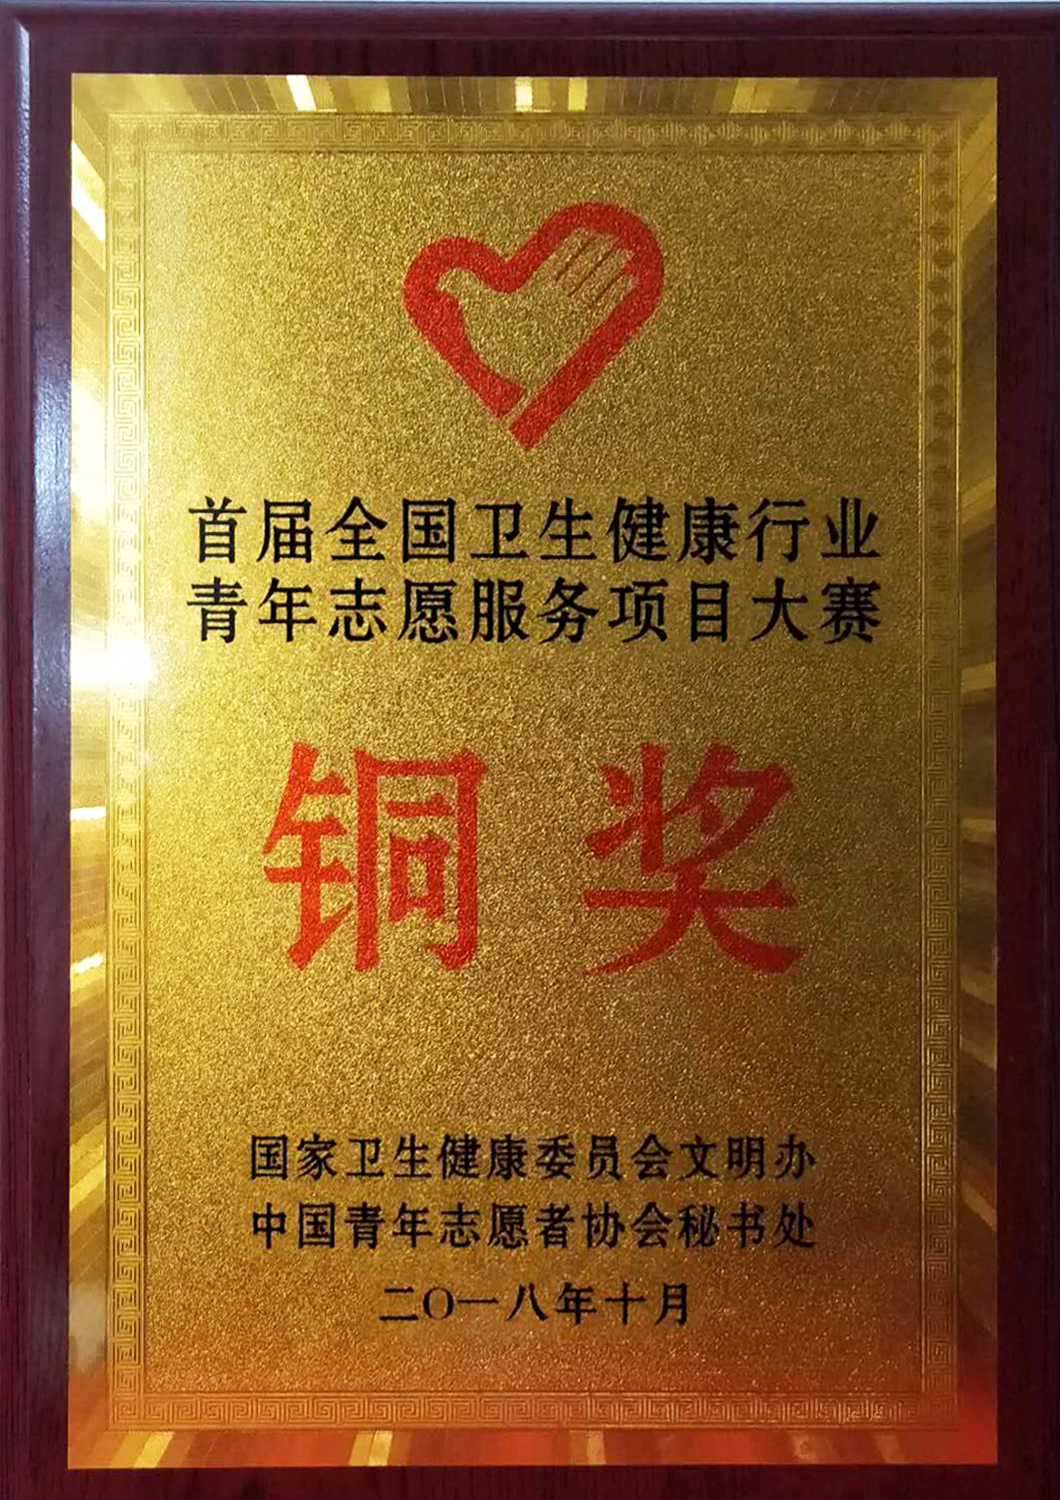 首届全国卫生健康行业
青年志愿服务项目大赛
铜奖
国家卫生健康委员会文明办
中国青年志愿者协会秘书处
二〇一八年十月